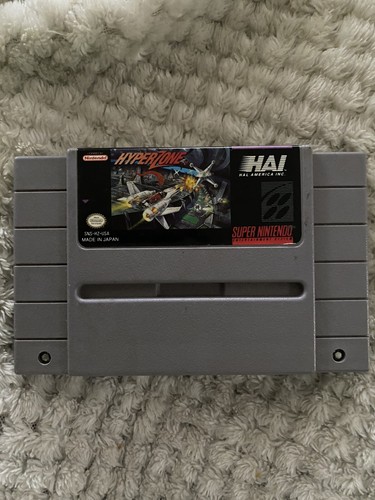 Nintendo
HYPERZONE
HAL
HAL AMERICA INC.
SNS-HZ-USA
MADE IN JAPAN
SUPER NINTENDO